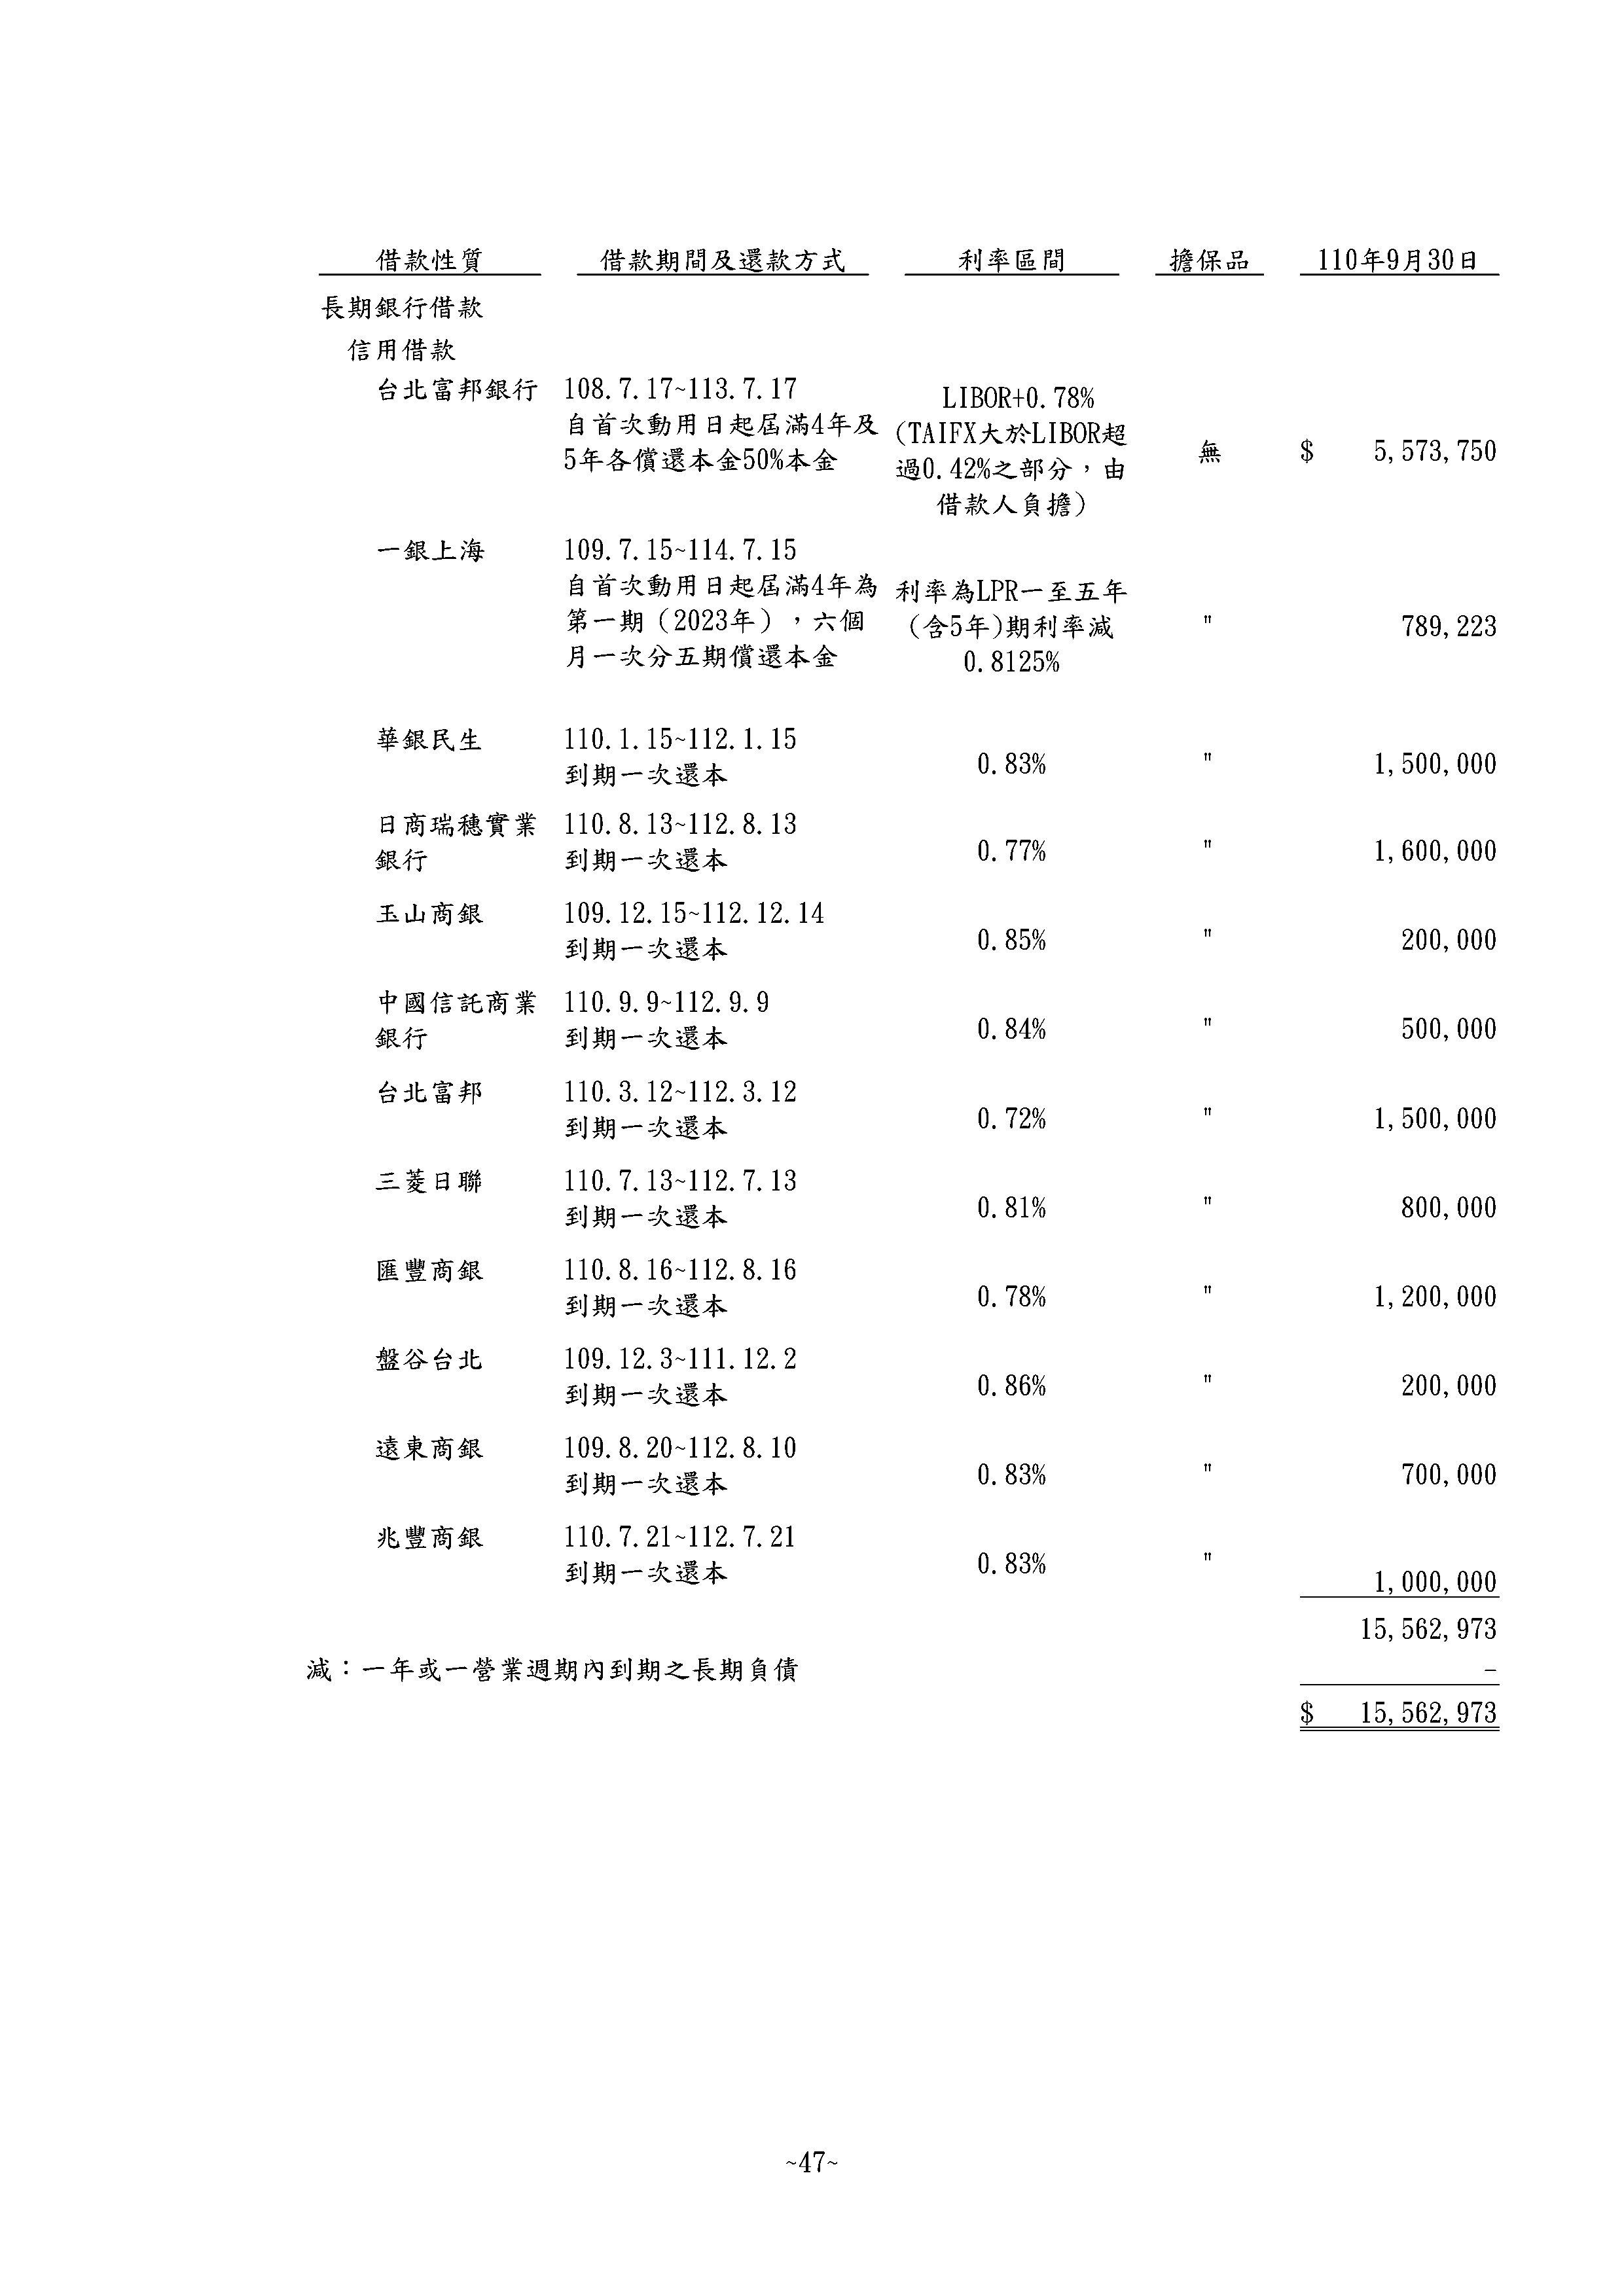 借款性質 借款期間及還款方式 利率區間 擔保品 110年9月30日
長期銀行借款
信用借款
台北富邦銀行 108.7.17~113.7.17
自首次動用日起屆滿4年及
5年各償還本金50%本金
LIBOR+0.78%
(TAIFX大於LIBOR超
過0.42%之部分，由
借款人負擔)
無 $ 5,573,750
一銀上海 109.7.15~114.7.15
自首次動用日起屆滿4年為
第一期（2023年），六個
月一次分五期償還本金
利率為LPR一至五年
(含5年)期利率減
0.8125%
" 789,223
華銀民生 110.1.15~112.1.15
到期一次還本
0.83% " 1,500,000
日商瑞穗實業 110.8.13~112.8.13
銀行 到期一次還本
0.77% " 1,600,000
玉山商銀 109.12.15~112.12.14
到期一次還本
0.85% " 200,000
中國信託商業 110.9.9~112.9.9
銀行 到期一次還本
0.84% " 500,000
台北富邦 110.3.12~112.3.12
到期一次還本
0.72% " 1,500,000
三菱日聯 110.7.13~112.7.13
到期一次還本
0.81% " 800,000
匯豐商銀 110.8.16~112.8.16
到期一次還本
0.78% " 1,200,000
盤谷台北 109.12.3~111.12.2
到期一次還本
0.86% " 200,000
遠東商銀 109.8.20~112.8.10
到期一次還本
0.83% " 700,000
兆豐商銀 110.7.21~112.7.21
到期一次還本
0.83% " 1,000,000
15,562,973
減：一年或一營業週期內到期之長期負債 -
$ 15,562,973
~47~